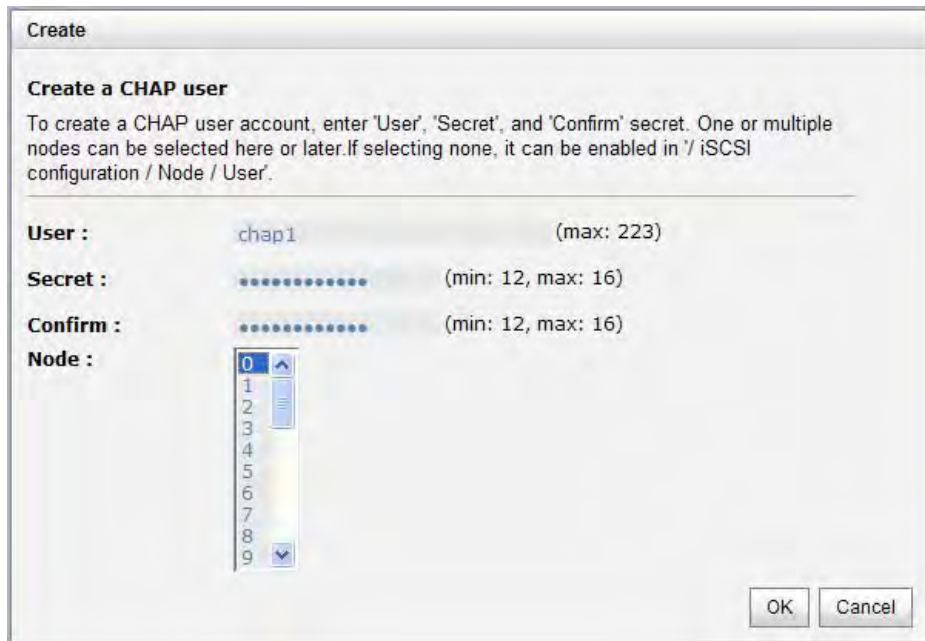 Create
Create a CHAP user
To create a CHAP user account, enter 'User', 'Secret', and 'Confirm' secret. One or multiple
nodes can be selected here or later.If selecting none, it can be enabled in '/ iSCSI
configuration / Node / User'.
User : chap1 (max: 223)
Secret : •••••••••••• (min: 12, max: 16)
Confirm : •••••••••••• (min: 12, max: 16)
Node :
0
1
2
3
4
5
6
7
8
9
OK Cancel